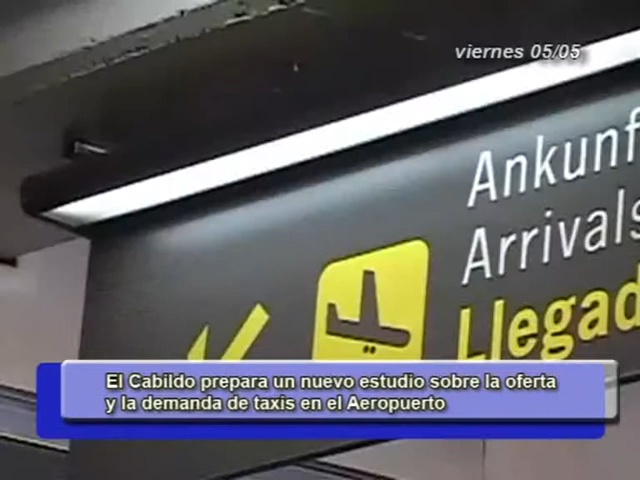 viernes 05/05
Ankunf
Arrivals
Llegad
El Cabildo prepara un nuevo estudio sobre la oferta
y la demanda de taxis en el Aeropuerto